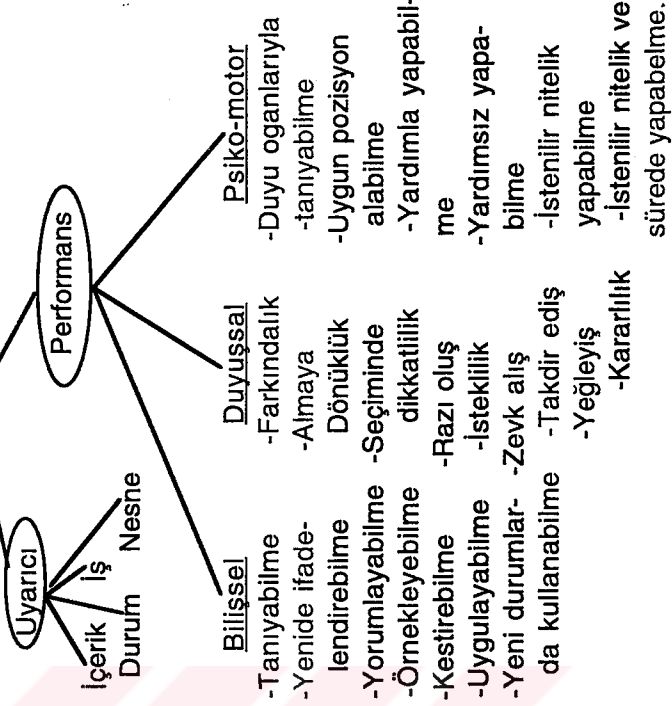 Uyarıcı
İçerik İş
Durum Nesne
Performans
Bilişsel
-Tanıyabilme
-Yenide ifade-
lendirebilme
-Yorumlayabilme
-Örnekleyebilme
-Kestirebilme
-Uygulayabilme
-Yeni durumlar-
da kullanabilme
Duyuşsal
-Farkındalık
-Almaya
Dönüklük
-Seçiminde
dikkatlilik
-Razı oluş
-İsteklilik
-Zevk alış
-Takdir ediş
-Yeğleyiş
-Kararlılık
Psiko-motor
-Duyu oganlarıyla
-tanıyabilme
-Uygun pozisyon
alabilme
-Yardımla yapabil-
me
-Yardımsız yapa-
bilme
-İstenilir nitelik
yapabilme
-İstenilir nitelik ve
sürede yapabelme.